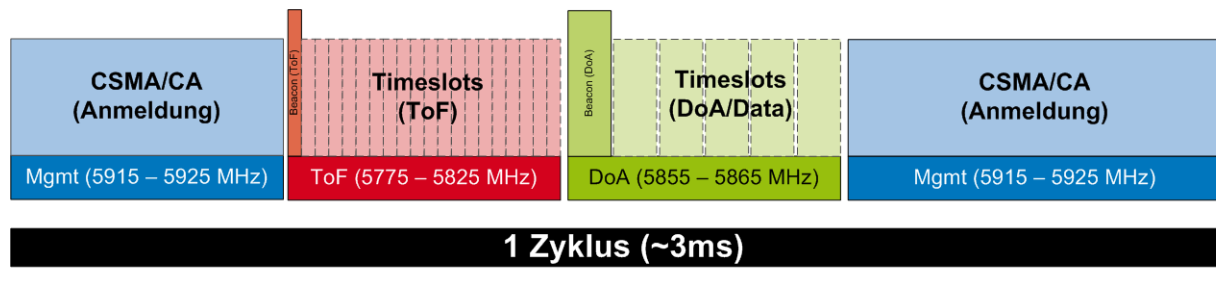 CSMA/CA
(Anmeldung)
Mgmt (5915 – 5925 MHz)
Beacon (ToF)
Timeslots
(ToF)
ToF (5775 – 5825 MHz)
Beacon (DoA)
Timeslots
(DoA/Data)
DoA (5855 – 5865 MHz)
CSMA/CA
(Anmeldung)
Mgmt (5915 – 5925 MHz)
1 Zyklus (~3ms)